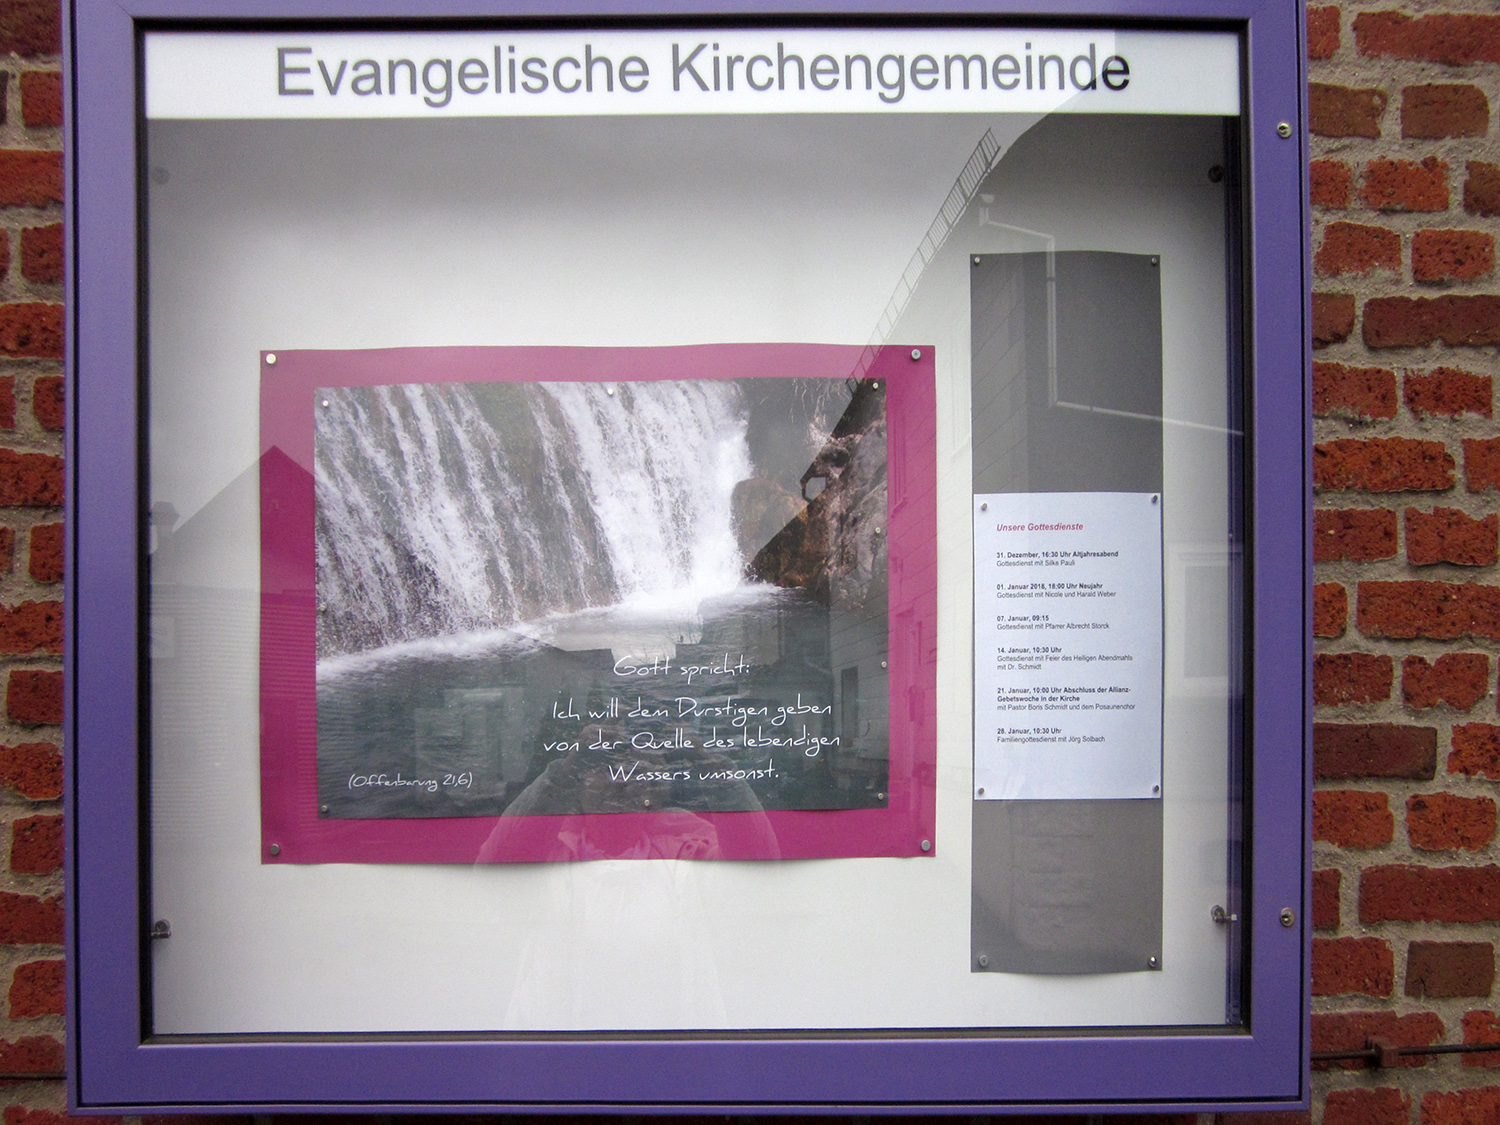 Evangelische Kirchengemeinde
Gott spricht:
Ich will dem Durstigen geben
von der Quelle des lebendigen
Wassers umsonst.
(Offenbarung 21,6)
Unsere Gottesdienste
31. Dezember, 16:30 Uhr Altjahresabend
Gottesdienst mit Silke Pauli
01. Januar 2018, 18:00 Uhr Neujahr
Gottesdienst mit Nicole und Harald Weber
07. Januar, 09:15
Gottesdienst mit Pfarrer Albrecht Storck
14. Januar, 10:30 Uhr
Gottesdienst mit Feier des Heiligen Abendmahls
mit Dr. Schmidt
21. Januar, 10:00 Uhr Abschluss der Allianz-
Gebetswoche in der Kirche
mit Pastor Boris Schmidt und dem Posaunenchor
28. Januar, 10:30 Uhr
Familiengottesdienst mit Jörg Solbach